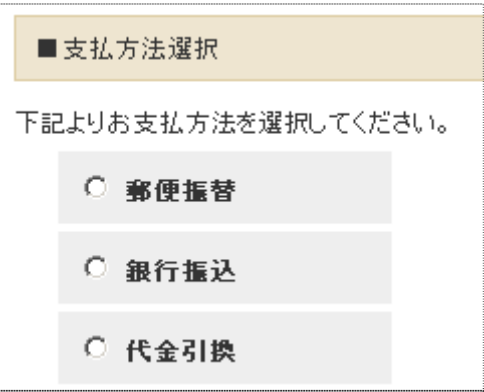 ■支払方法選択
下記よりお支払方法を選択してください。
郵便振替
銀行振込
代金引換